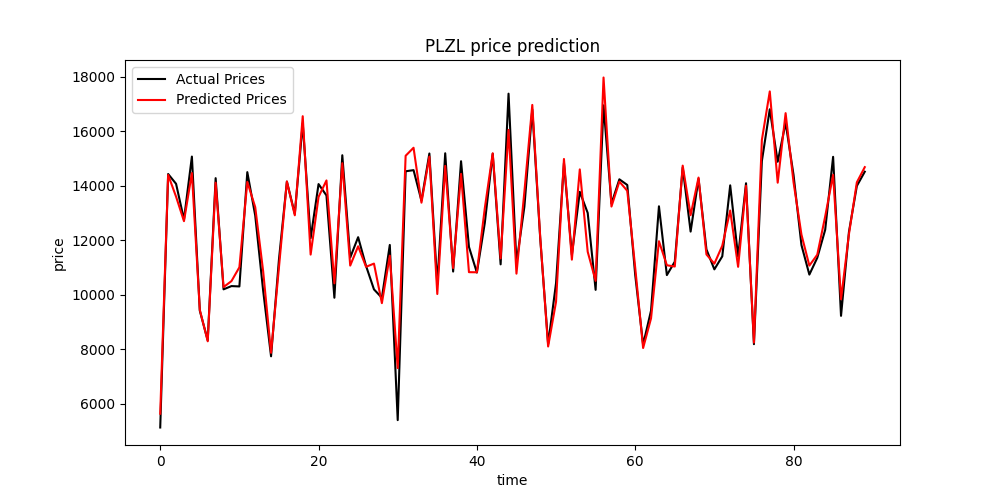 PLZL price prediction
Actual Prices
Predicted Prices
18000
16000
14000
12000
10000
8000
6000
price
0 20 40 60 80
time